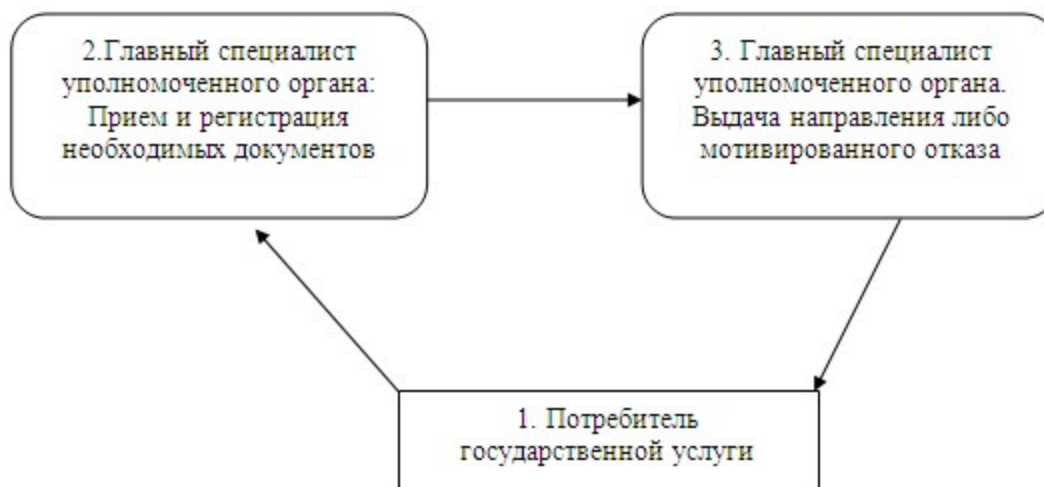 2.Главный специалист
уполномоченного органа:
Прием и регистрация
необходимых документов
3. Главный специалист
уполномоченного органа.
Выдача направления либо
мотивированного отказа
1. Потребитель
государственной услуги